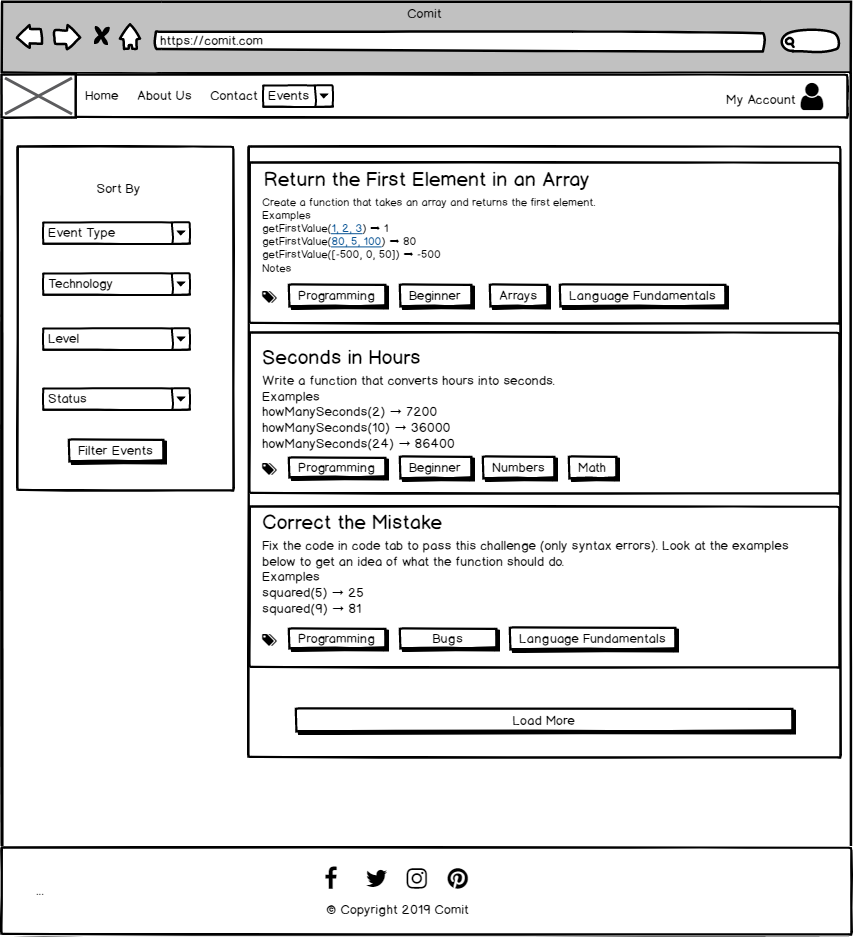 Comit
https://comit.com
Home About Us Contact Events
My Account
Sort By
Event Type
Technology
Level
Status
Filter Events
Return the First Element in an Array
Create a function that takes an array and returns the first element.
Examples
getFirstValue(1, 2, 3) → 1
getFirstValue(80, 5, 100) → 80
getFirstValue([-500, 0, 50]) → -500
Notes
Programming Beginner Arrays Language Fundamentals
Seconds in Hours
Write a function that converts hours into seconds.
Examples
howManySeconds(2) → 7200
howManySeconds(10) → 36000
howManySeconds(24) → 86400
Programming Beginner Numbers Math
Correct the Mistake
Fix the code in code tab to pass this challenge (only syntax errors). Look at the examples
below to get an idea of what the function should do.
Examples
squared(5) → 25
squared(9) → 81
Programming Bugs Language Fundamentals
Load More
...
© Copyright 2019 Comit